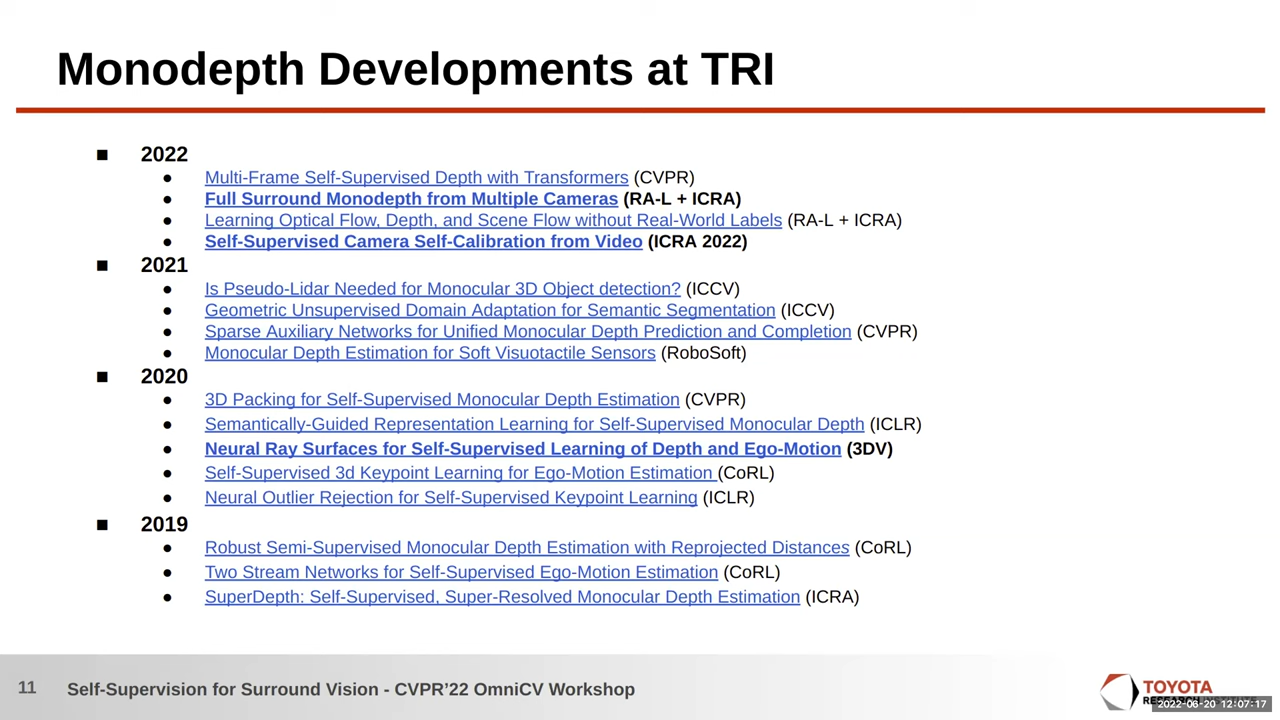 Monodepth Developments at TRI
2022
Multi-Frame Self-Supervised Depth with Transformers (CVPR)
Full Surround Monodepth from Multiple Cameras (RA-L + ICRA)
Learning Optical Flow, Depth, and Scene Flow without Real-World Labels (RA-L + ICRA)
Self-Supervised Camera Self-Calibration from Video (ICRA 2022)
2021
Is Pseudo-Lidar Needed for Monocular 3D Object detection? (ICCV)
Geometric Unsupervised Domain Adaptation for Semantic Segmentation (ICCV)
Sparse Auxiliary Networks for Unified Monocular Depth Prediction and Completion (CVPR)
Monocular Depth Estimation for Soft Visuotactile Sensors (RoboSoft)
2020
3D Packing for Self-Supervised Monocular Depth Estimation (CVPR)
Semantically-Guided Representation Learning for Self-Supervised Monocular Depth (ICLR)
Neural Ray Surfaces for Self-Supervised Learning of Depth and Ego-Motion (3DV)
Self-Supervised 3d Keypoint Learning for Ego-Motion Estimation (CoRL)
Neural Outlier Rejection for Self-Supervised Keypoint Learning (ICLR)
2019
Robust Semi-Supervised Monocular Depth Estimation with Reprojected Distances (CoRL)
Two Stream Networks for Self-Supervised Ego-Motion Estimation (CoRL)
SuperDepth: Self-Supervised, Super-Resolved Monocular Depth Estimation (ICRA)
11
Self-Supervision for Surround Vision - CVPR'22 OmniCV Workshop
TOYOTA
2022-06-20 12:07:17